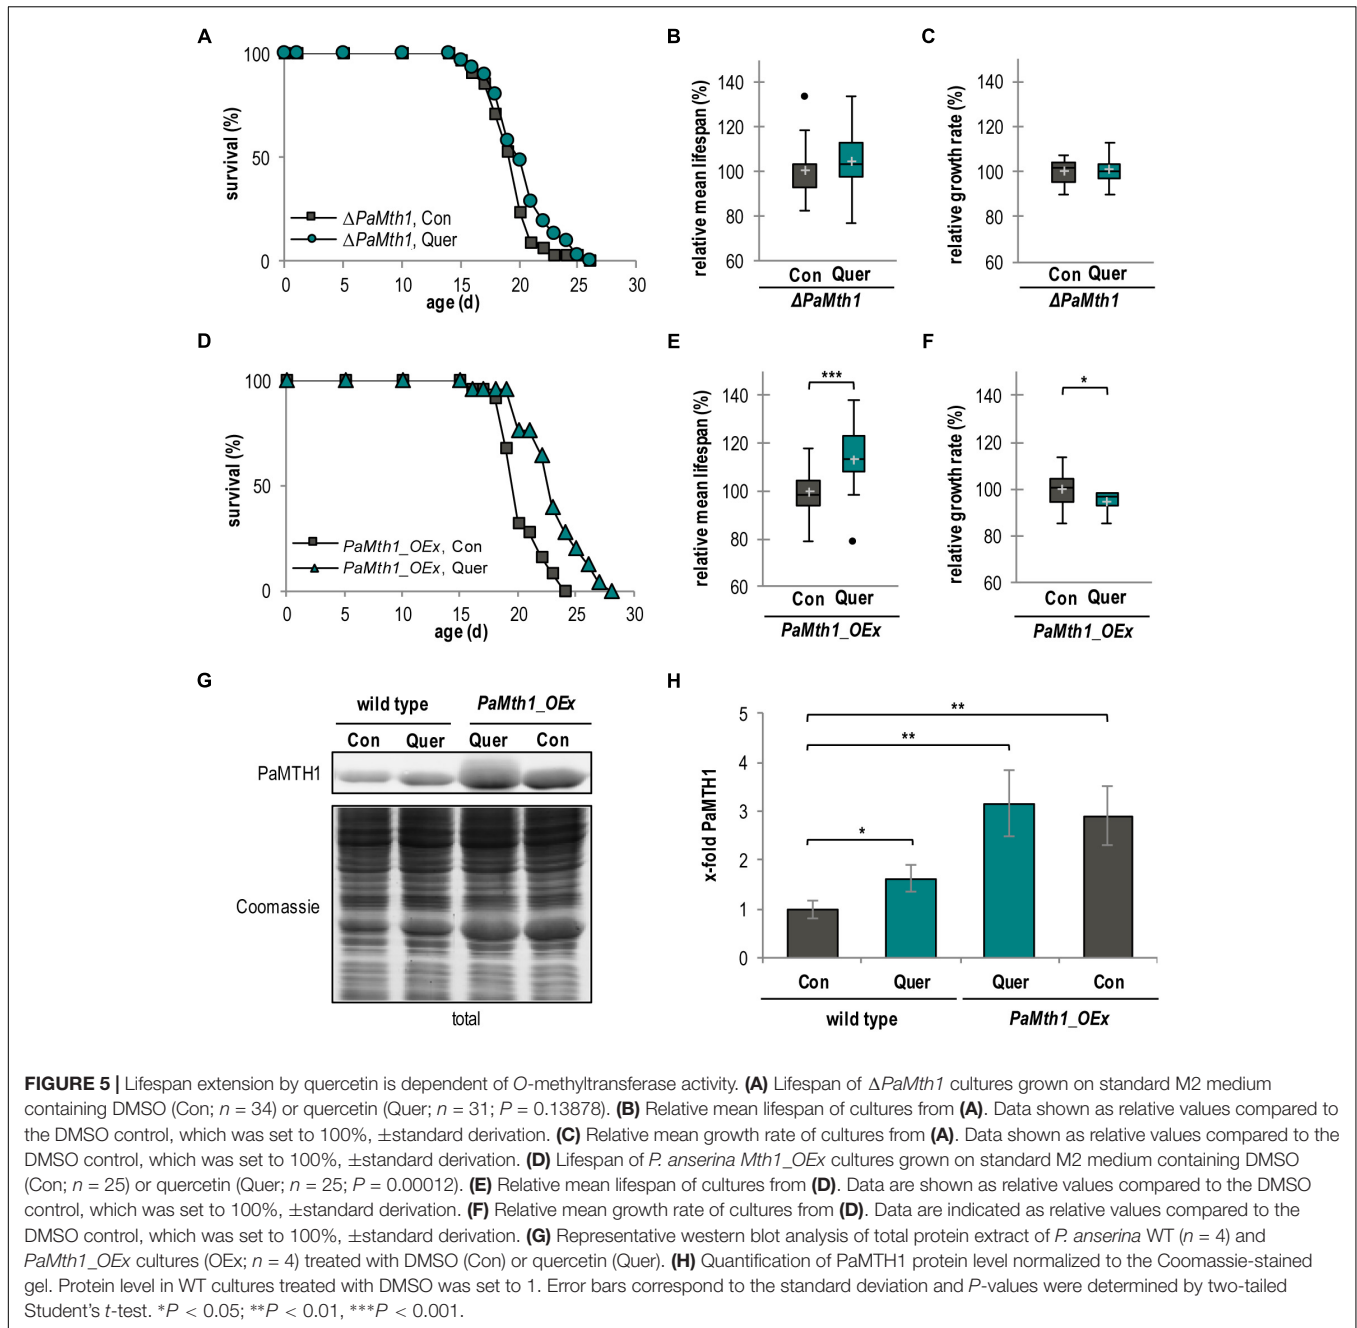 A
B
C
100
50
0
survival (%)
ΔPaMth1, Con
ΔPaMth1, Quer
0 5 10 15 20 25 30
age (d)
140
120
100
80
60
relative mean lifespan (%)
Con Quer
ΔPaMth1
140
120
100
80
60
relative growth rate (%)
Con Quer
ΔPaMth1
D
E
F
100
50
0
survival (%)
PaMth1_OEx, Con
PaMth1_OEx, Quer
0 5 10 15 20 25 30
age (d)
***
140
120
100
80
60
relative mean lifespan (%)
Con Quer
PaMth1_OEx
*
140
120
100
80
60
relative growth rate (%)
Con Quer
PaMth1_OEx
G
H
wild type PaMth1_OEx
Con Quer Quer Con
PaMTH1
Coomassie
total
**
**
*
5
4
3
2
1
0
x-fold PaMTH1
Con Quer Quer Con
wild type PaMth1_OEx
FIGURE 5 | Lifespan extension by quercetin is dependent of O-methyltransferase activity. (A) Lifespan of ΔPaMth1 cultures grown on standard M2 medium
containing DMSO (Con; n = 34) or quercetin (Quer; n = 31; P = 0.13878). (B) Relative mean lifespan of cultures from (A). Data shown as relative values compared to
the DMSO control, which was set to 100%, ±standard derivation. (C) Relative mean growth rate of cultures from (A). Data shown as relative values compared to the
DMSO control, which was set to 100%, ±standard derivation. (D) Lifespan of P. anserina Mth1_OEx cultures grown on standard M2 medium containing DMSO
(Con; n = 25) or quercetin (Quer; n = 25; P = 0.00012). (E) Relative mean lifespan of cultures from (D). Data are shown as relative values compared to the DMSO
control, which was set to 100%, ±standard derivation. (F) Relative mean growth rate of cultures from (D). Data are indicated as relative values compared to the
DMSO control, which was set to 100%, ±standard derivation. (G) Representative western blot analysis of total protein extract of P. anserina WT (n = 4) and
PaMth1_OEx cultures (OEx; n = 4) treated with DMSO (Con) or quercetin (Quer). (H) Quantification of PaMTH1 protein level normalized to the Coomassie-stained
gel. Protein level in WT cultures treated with DMSO was set to 1. Error bars correspond to the standard deviation and P-values were determined by two-tailed
Student's t-test. *P < 0.05; **P < 0.01, ***P < 0.001.